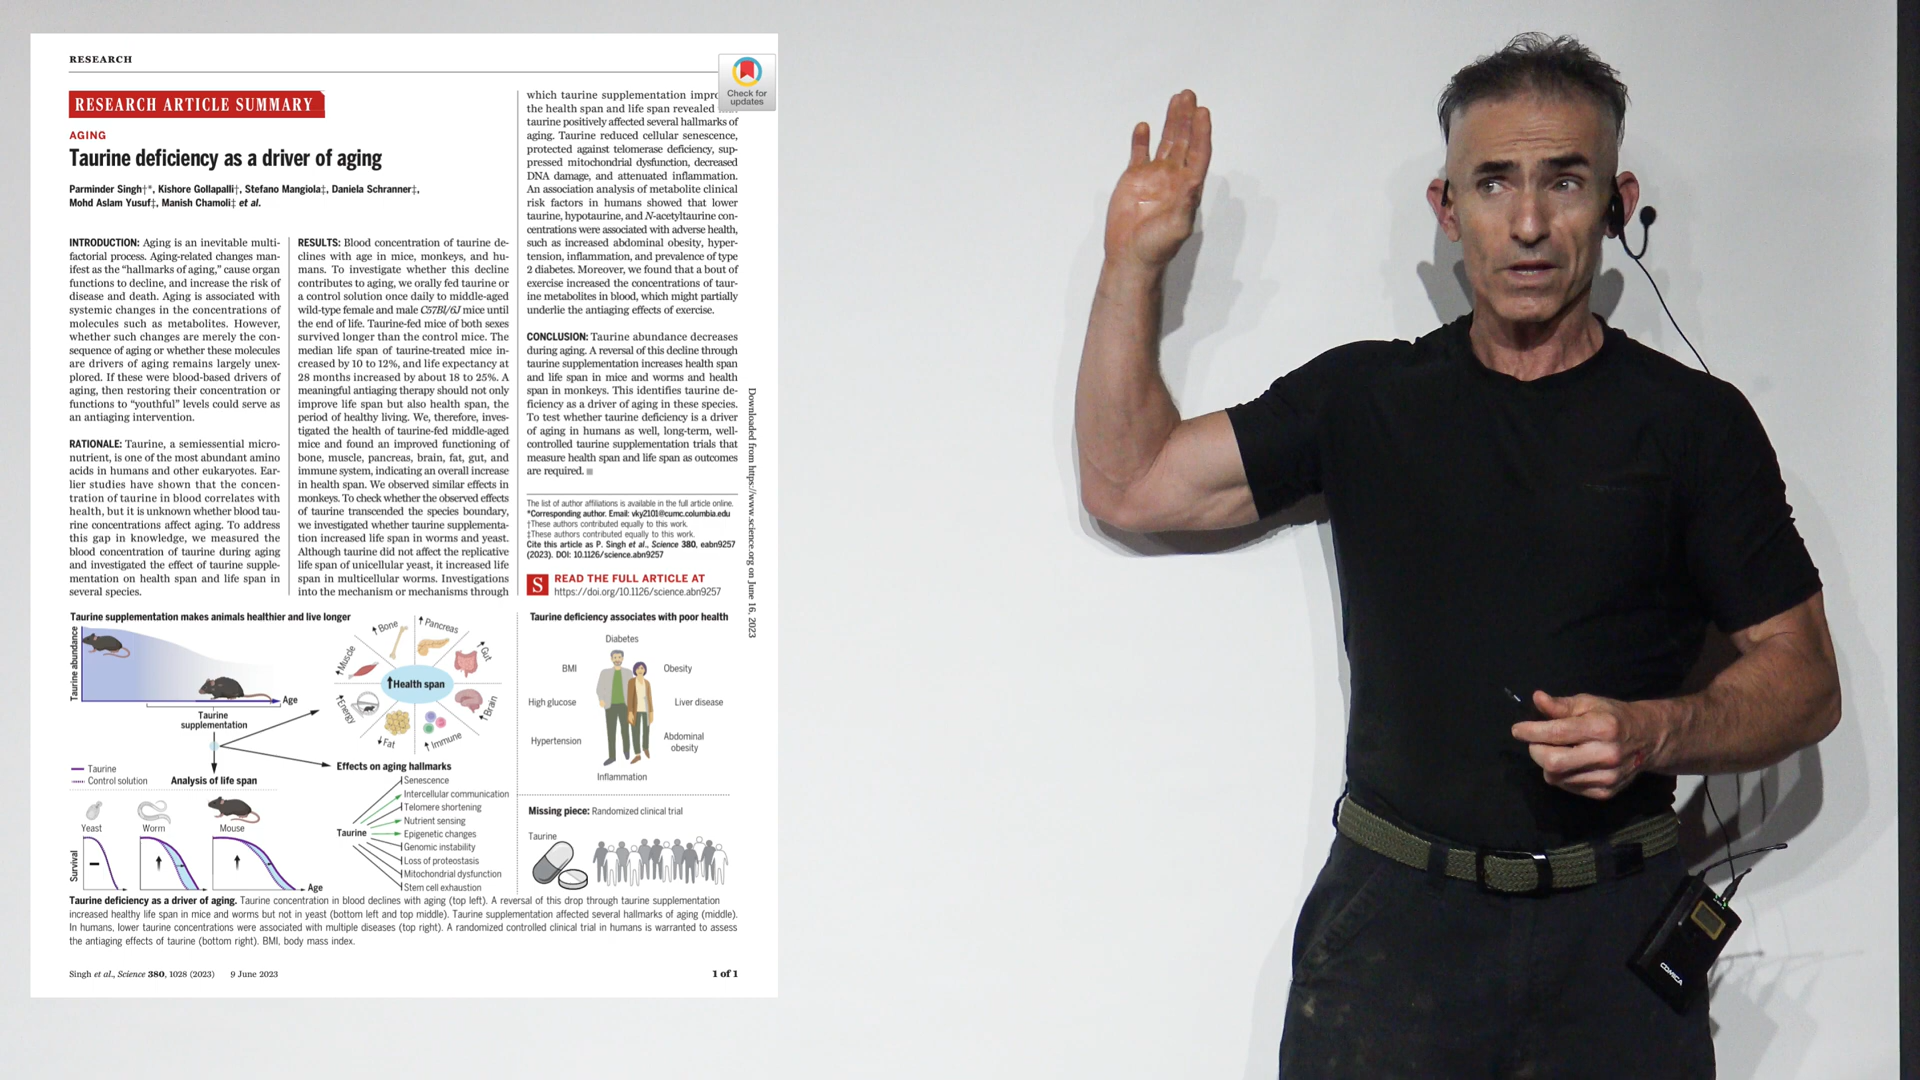 RESEARCH
Check for
updates
RESEARCH ARTICLE SUMMARY
AGING
Taurine deficiency as a driver of aging
Parminder Singh†*, Kishore Gollapalli†, Stefano Mangiola‡, Daniela Schranner‡,
Mohd Aslam Yusuf‡, Manish Chamoli‡ et al.
INTRODUCTION: Aging is an inevitable multi-
factorial process. Aging-related changes man-
ifest as the “hallmarks of aging,” cause organ
functions to decline, and increase the risk of
disease and death. Aging is associated with
systemic changes in the concentrations of
molecules such as metabolites. However,
whether such changes are merely the con-
sequence of aging or whether these molecules
are drivers of aging remains largely unex-
plored. If these were blood-based drivers of
aging, then restoring their concentration or
functions to “youthful” levels could serve as
an antiaging intervention.
RATIONALE: Taurine, a semiessential micro-
nutrient, is one of the most abundant amino
acids in humans and other eukaryotes. Ear-
lier studies have shown that the concen-
tration of taurine in blood correlates with
health, but it is unknown whether blood tau-
rine concentrations affect aging. To address
this gap in knowledge, we measured the
blood concentration of taurine during aging
and investigated the effect of taurine supple-
mentation on health span and life span in
several species.
RESULTS: Blood concentration of taurine de-
clines with age in mice, monkeys, and hu-
mans. To investigate whether this decline
contributes to aging, we orally fed taurine or
a control solution once daily to middle-aged
wild-type female and male C57Bl/6J mice until
the end of life. Taurine-fed mice of both sexes
survived longer than the control mice. The
median life span of taurine-treated mice in-
creased by 10 to 12%, and life expectancy at
28 months increased by about 18 to 25%. A
meaningful antiaging therapy should not only
improve life span but also health span, the
period of healthy living. We, therefore, inves-
tigated the health of taurine-fed middle-aged
mice and found an improved functioning of
bone, muscle, pancreas, brain, fat, gut, and
immune system, indicating an overall increase
in health span. We observed similar effects in
monkeys. To check whether the observed effects
of taurine transcended the species boundary,
we investigated whether taurine supplementa-
tion increased life span in worms and yeast.
Although taurine did not affect the replicative
life span of unicellular yeast, it increased life
span in multicellular worms. Investigations
into the mechanism or mechanisms through
which taurine supplementation impro
the health span and life span revealed
taurine positively affected several hallmarks of
aging. Taurine reduced cellular senescence,
protected against telomerase deficiency, sup-
pressed mitochondrial dysfunction, decreased
DNA damage, and attenuated inflammation.
An association analysis of metabolite clinical
risk factors in humans showed that lower
taurine, hypotaurine, and N-acetyltaurine con-
centrations were associated with adverse health,
such as increased abdominal obesity, hyper-
tension, inflammation, and prevalence of type
2 diabetes. Moreover, we found that a bout of
exercise increased the concentrations of taur-
ine metabolites in blood, which might partially
underlie the antiaging effects of exercise.
CONCLUSION: Taurine abundance decreases
during aging. A reversal of this decline through
taurine supplementation increases health span
and life span in mice and worms and health
span in monkeys. This identifies taurine de-
ficiency as a driver of aging in these species.
To test whether taurine deficiency is a driver
of aging in humans as well, long-term, well-
controlled taurine supplementation trials that
measure health span and life span as outcomes
are required.
The list of author affiliations is available in the full article online.
*Corresponding author. Email: vky2101@cumc.columbia.edu
†These authors contributed equally to this work.
‡These authors contributed equally to this work.
Cite this article as P. Singh et al., Science 380, eabn9257
(2023). DOI: 10.1126/science.abn9257
S READ THE FULL ARTICLE AT
https://doi.org/10.1126/science.abn9257
Downloaded from https://www.science.org on June 16, 2023
Taurine supplementation makes animals healthier and live longer
Taurine abundance
Age
Taurine
supplementation
Bone
Pancreas
Gut
Brain
Immune
Fat
Energy
Muscle
Health span
Taurine
Control solution
Analysis of life span
Yeast
Worm
Mouse
Survival
Age
Effects on aging hallmarks
Taurine
Senescence
Intercellular communication
Telomere shortening
Nutrient sensing
Epigenetic changes
Genomic instability
Loss of proteostasis
Mitochondrial dysfunction
Stem cell exhaustion
Taurine deficiency associates with poor health
Diabetes
BMI
Obesity
High glucose
Liver disease
Hypertension
Abdominal
obesity
Inflammation
Missing piece: Randomized clinical trial
Taurine
Taurine deficiency as a driver of aging. Taurine concentration in blood declines with aging (top left). A reversal of this drop through taurine supplementation
increased healthy life span in mice and worms but not in yeast (bottom left and top middle). Taurine supplementation affected several hallmarks of aging (middle).
In humans, lower taurine concentrations were associated with multiple diseases (top right). A randomized controlled clinical trial in humans is warranted to assess
the antiaging effects of taurine (bottom right). BMI, body mass index.
Singh et al., Science 380, 1028 (2023) 9 June 2023
1 of 1
COMICA